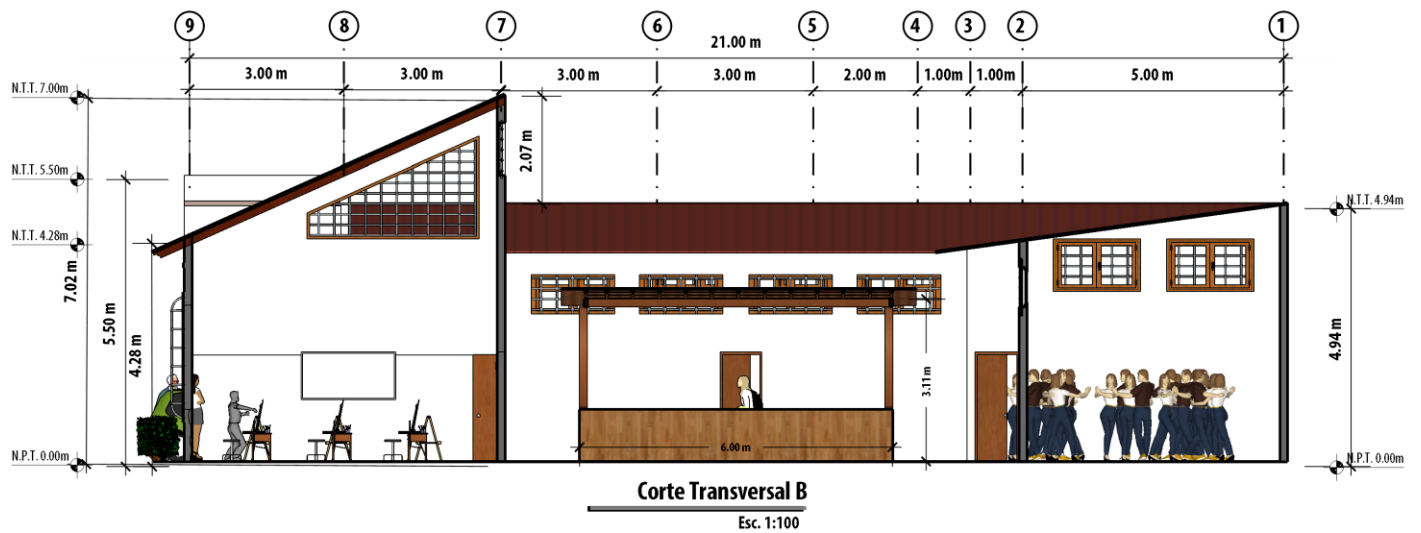 9 8 7 6 5 4 3 2 1
21.00 m
3.00 m 3.00 m 3.00 m 3.00 m 2.00 m 1.00m 1.00m 5.00 m
N.T.T. 7.00m
2.07 m
N.T.T. 5.50m
N.T.T. 4.94m
N.T.T. 4.28m
7.02 m
5.50 m
4.28 m
3.11 m
4.94 m
6.00 m
N.P.T. 0.00m
N.P.T. 0.00m
Corte Transversal B
Esc. 1:100